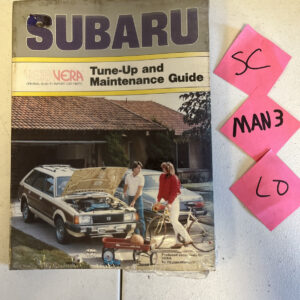 SUBARU
VERA
Tune-Up and
Maintenance Guide
SC
MAN3
LO